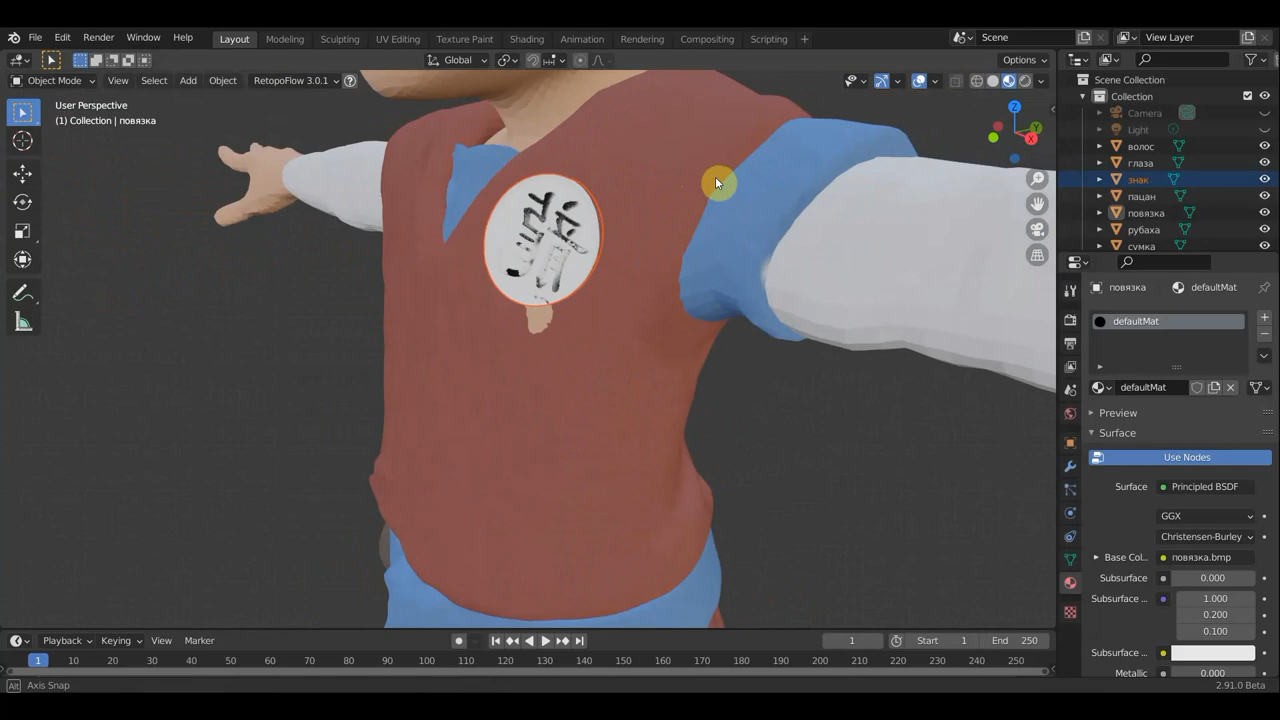 File Edit Render Window Help Layout Modeling Sculpting UV Editing Texture Paint Shading Animation Rendering Compositing Scripting + Scene View Layer
Global Options
Object Mode View Select Add Object RetopoFlow 3.0.1
User Perspective
(1) Collection | повязка
Z
Y
X
Scene Collection
Collection
Camera
Light
волос
глаза
знак
пацан
повязка
рубаха
сумка
повязка defaultMat
defaultMat
defaultMat
Preview
Surface
Use Nodes
Surface Principled BSDF
GGX
Christensen-Burley
Base Col... повязка.bmp
Subsurface 0.000
Subsurface ... 1.000
0.200
0.100
Subsurface ...
Metallic 0.000
Playback Keying View Marker 1 Start 1 End 250
1 10 20 30 40 50 60 70 80 90 100 110 120 130 140 150 160 170 180 190 200 210 220 230 240 250
Alt Axis Snap 2.91.0 Beta